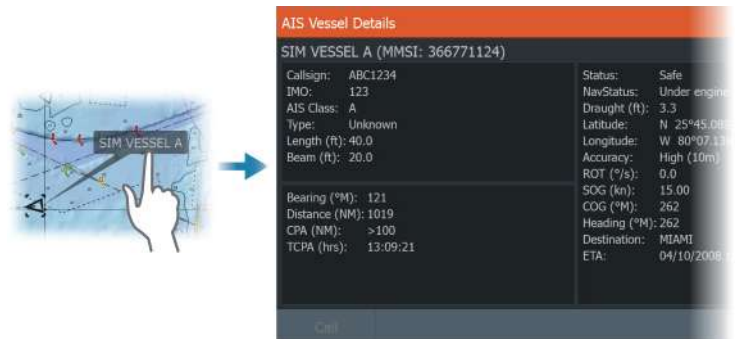 AIS Vessel Details
SIM VESSEL A (MMSI: 366771124)
SIM VESSEL A
Callsign: ABC1234
IMO: 123
AIS Class: A
Type: Unknown
Length (ft): 40.0
Beam (ft): 20.0
Bearing (°M): 121
Distance (NM): 1019
CPA (NM): >100
TCPA (hrs): 13:09:21
Status: Safe
NavStatus: Under engine
Draught (ft): 3.3
Latitude: N 25°45.08
Longitude: W 80°07.13
Accuracy: High (10m)
ROT (°/s): 0.0
SOG (kn): 15.00
COG (°M): 262
Heading (°M): 262
Destination: MIAMI
ETA: 04/10/2008
Call